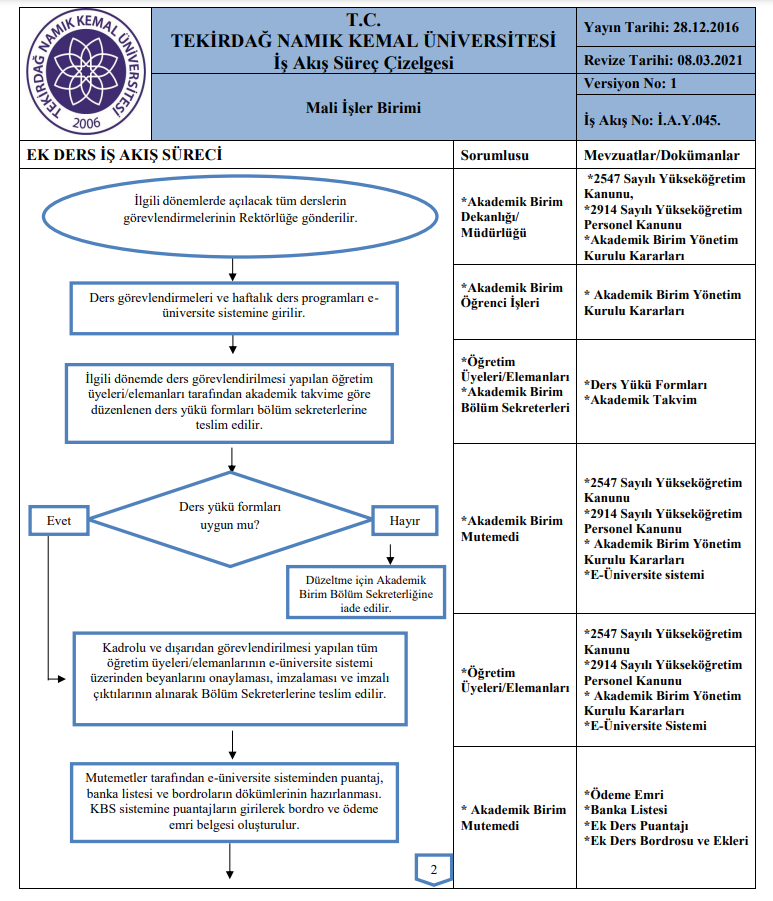 TEKİRDAĞ NAMIK KEMAL ÜNİVERSİTESİ
2006
T.C.
TEKİRDAĞ NAMIK KEMAL ÜNİVERSİTESİ
İş Akış Süreç Çizelgesi
Mali İşler Birimi
Yayın Tarihi: 28.12.2016
Revize Tarihi: 08.03.2021
Versiyon No: 1
İş Akış No: İ.A.Y.045.
EK DERS İŞ AKIŞ SÜRECİ
Sorumlusu
Mevzuatlar/Dokümanlar
İlgili dönemlerde açılacak tüm derslerin
görevlendirmelerinin Rektörlüğe gönderilir.
*Akademik Birim
Dekanlığı/
Müdürlüğü
*2547 Sayılı Yükseköğretim
Kanunu,
*2914 Sayılı Yükseköğretim
Personel Kanunu
*Akademik Birim Yönetim
Kurulu Kararları
Ders görevlendirmeleri ve haftalık ders programları e-
üniversite sistemine girilir.
*Akademik Birim
Öğrenci İşleri
* Akademik Birim Yönetim
Kurulu Kararları
İlgili dönemde ders görevlendirilmesi yapılan öğretim
üyeleri/elemanları tarafından akademik takvime göre
düzenlenen ders yükü formları bölüm sekreterlerine
teslim edilir.
*Öğretim
Üyeleri/Elemanları
*Akademik Birim
Bölüm Sekreterleri
*Ders Yükü Formları
*Akademik Takvim
Ders yükü formları
uygun mu?
Evet
Hayır
Düzeltme için Akademik
Birim Bölüm Sekreterliğine
iade edilir.
*Akademik Birim
Mutemedi
*2547 Sayılı Yükseköğretim
Kanunu
*2914 Sayılı Yükseköğretim
Personel Kanunu
* Akademik Birim Yönetim
Kurulu Kararları
*E-Üniversite sistemi
Kadrolu ve dışarıdan görevlendirilmesi yapılan tüm
öğretim üyeleri/elemanlarının e-üniversite sistemi
üzerinden beyanlarını onaylaması, imzalaması ve imzalı
çıktılarının alınarak Bölüm Sekreterlerine teslim edilir.
*Öğretim
Üyeleri/Elemanları
*2547 Sayılı Yükseköğretim
Kanunu
*2914 Sayılı Yükseköğretim
Personel Kanunu
* Akademik Birim Yönetim
Kurulu Kararları
*E-Üniversite Sistemi
Mutemetler tarafından e-üniversite sisteminden puantaj,
banka listesi ve bordroların dökümlerinin hazırlanması.
KBS sistemine puantajların girilerek bordro ve ödeme
emri belgesi oluşturulur.
* Akademik Birim
Mutemedi
*Ödeme Emri
*Banka Listesi
*Ek Ders Puantajı
*Ek Ders Bordrosu ve Ekleri
2